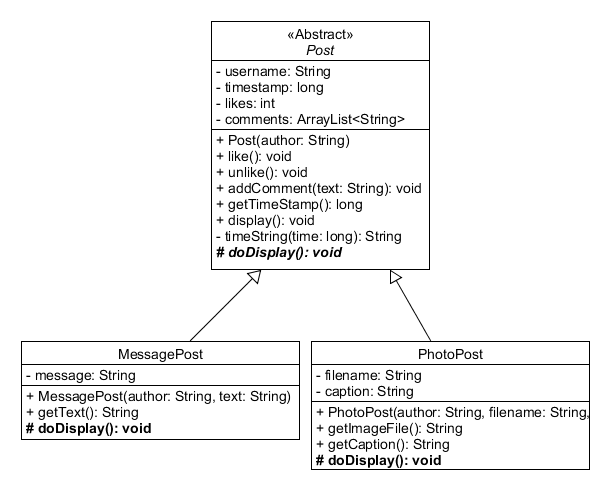 «Abstract»
Post
- username: String
- timestamp: long
- likes: int
- comments: ArrayList<String>
+ Post(author: String)
+ like(): void
+ unlike(): void
+ addComment(text: String): void
+ getTimeStamp(): long
+ display(): void
- timeString(time: long): String
# doDisplay(): void
MessagePost
- message: String
+ MessagePost(author: String, text: String)
+ getText(): String
# doDisplay(): void
PhotoPost
- filename: String
- caption: String
+ PhotoPost(author: String, filename: String,
+ getImageFile(): String
+ getCaption(): String
# doDisplay(): void